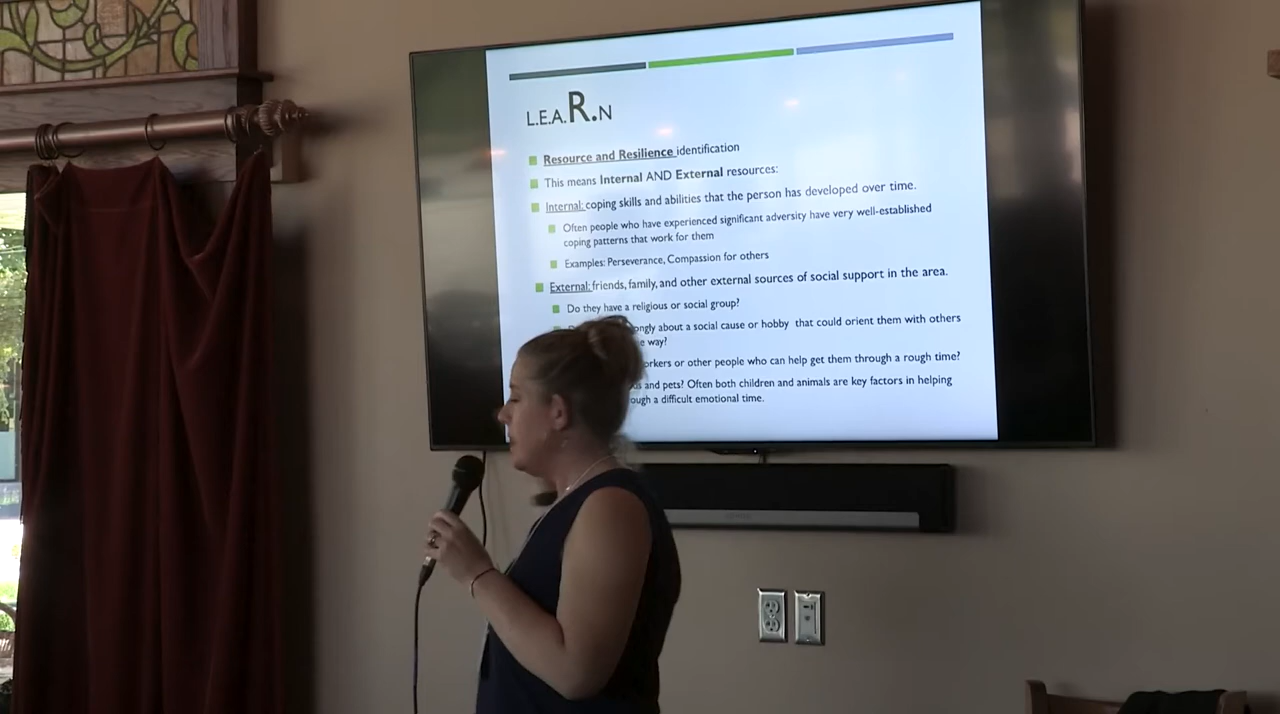 L.E.A.R.N
Resource and Resilience identification
This means Internal AND External resources:
Internal: coping skills and abilities that the person has developed over time.
Often people who have experienced significant adversity have very well-established
coping patterns that work for them
Examples: Perseverance, Compassion for others
External: friends, family, and other external sources of social support in the area.
Do they have a religious or social group?
ongly about a social cause or hobby that could orient them with others
e way?
orkers or other people who can help get them through a rough time?
and pets? Often both children and animals are key factors in helping
ough a difficult emotional time.